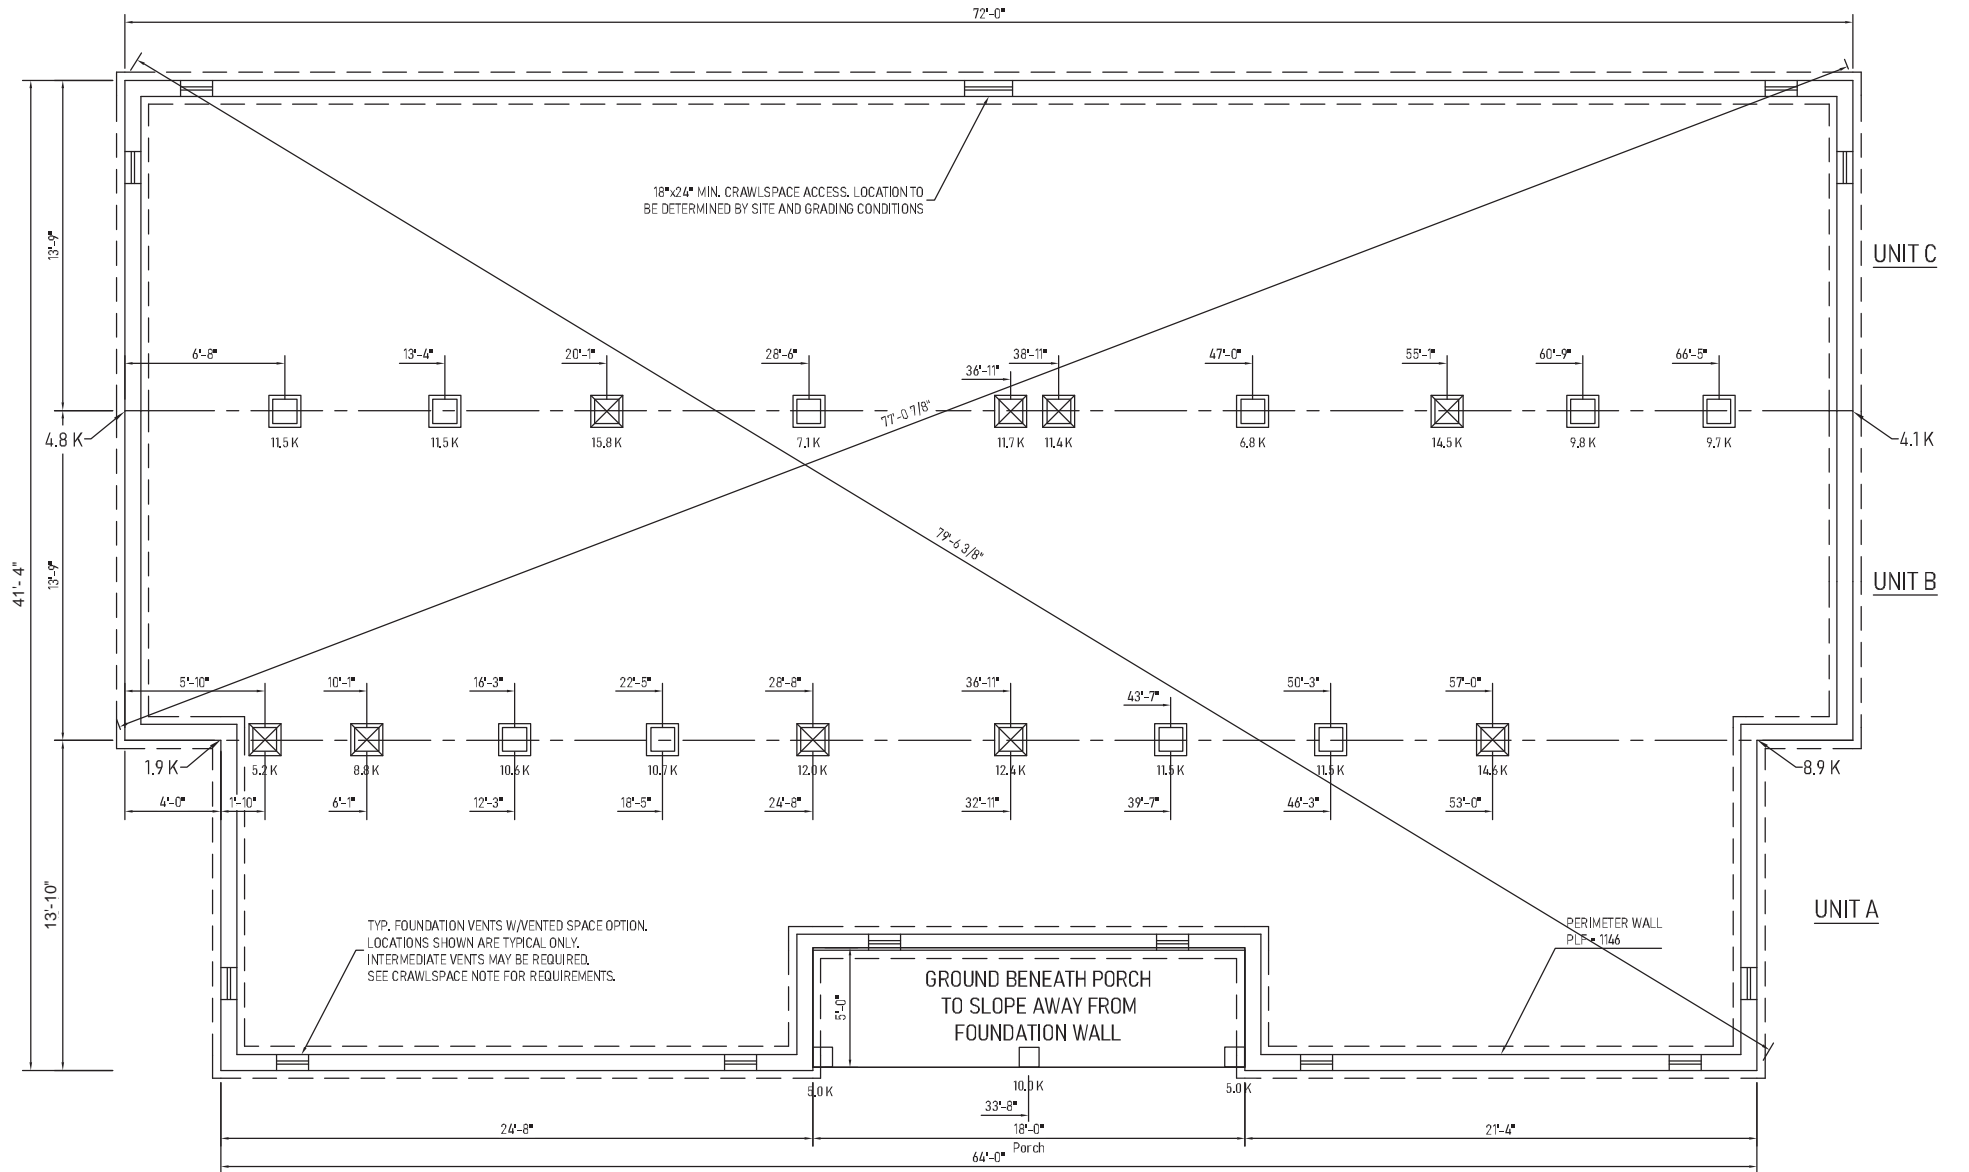 72'-0"
18"x24" MIN. CRAWLSPACE ACCESS. LOCATION TO
BE DETERMINED BY SITE AND GRADING CONDITIONS
13'-9"
UNIT C
6'-8"
13'-4"
20'-1"
28'-6"
36'-11"
38'-11"
47'-0"
55'-1"
60'-9"
66'-5"
77'-0 7/8"
4.8 K
11.5 K
11.5 K
15.8 K
7.1 K
11.7 K
11.4 K
6.8 K
14.5 K
9.8 K
9.7 K
4.1 K
79'-6 3/8"
41'- 4"
13'-9"
UNIT B
5'-10"
10'-1"
16'-3"
22'-5"
28'-8"
36'-11"
43'-7"
50'-3"
57'-0"
1.9 K
5.2 K
8.8 K
10.6 K
10.7 K
12.0 K
12.4 K
11.5 K
11.5 K
14.6 K
8.9 K
4'-0"
1'-10"
6'-1"
12'-3"
18'-5"
24'-8"
32'-11"
39'-7"
46'-3"
53'-0"
13'-10"
UNIT A
TYP. FOUNDATION VENTS W/VENTED SPACE OPTION.
LOCATIONS SHOWN ARE TYPICAL ONLY.
INTERMEDIATE VENTS MAY BE REQUIRED.
SEE CRAWLSPACE NOTE FOR REQUIREMENTS.
PERIMETER WALL
PLF = 1146
5'-0"
GROUND BENEATH PORCH
TO SLOPE AWAY FROM
FOUNDATION WALL
5.0 K
10.0 K
5.0 K
33'-8"
24'-8"
18'-0"
21'-4"
Porch
64'-0"